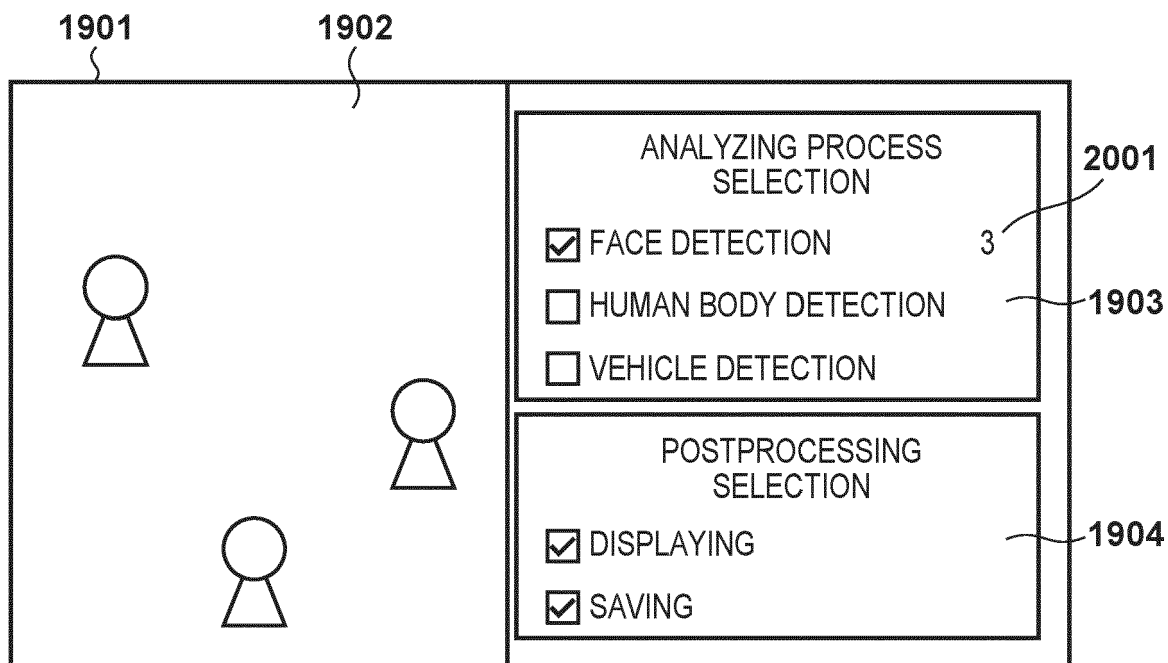 1901
1902
ANALYZING PROCESS
SELECTION
2001
FACE DETECTION 3
HUMAN BODY DETECTION
1903
VEHICLE DETECTION
POSTPROCESSING
SELECTION
DISPLAYING
1904
SAVING